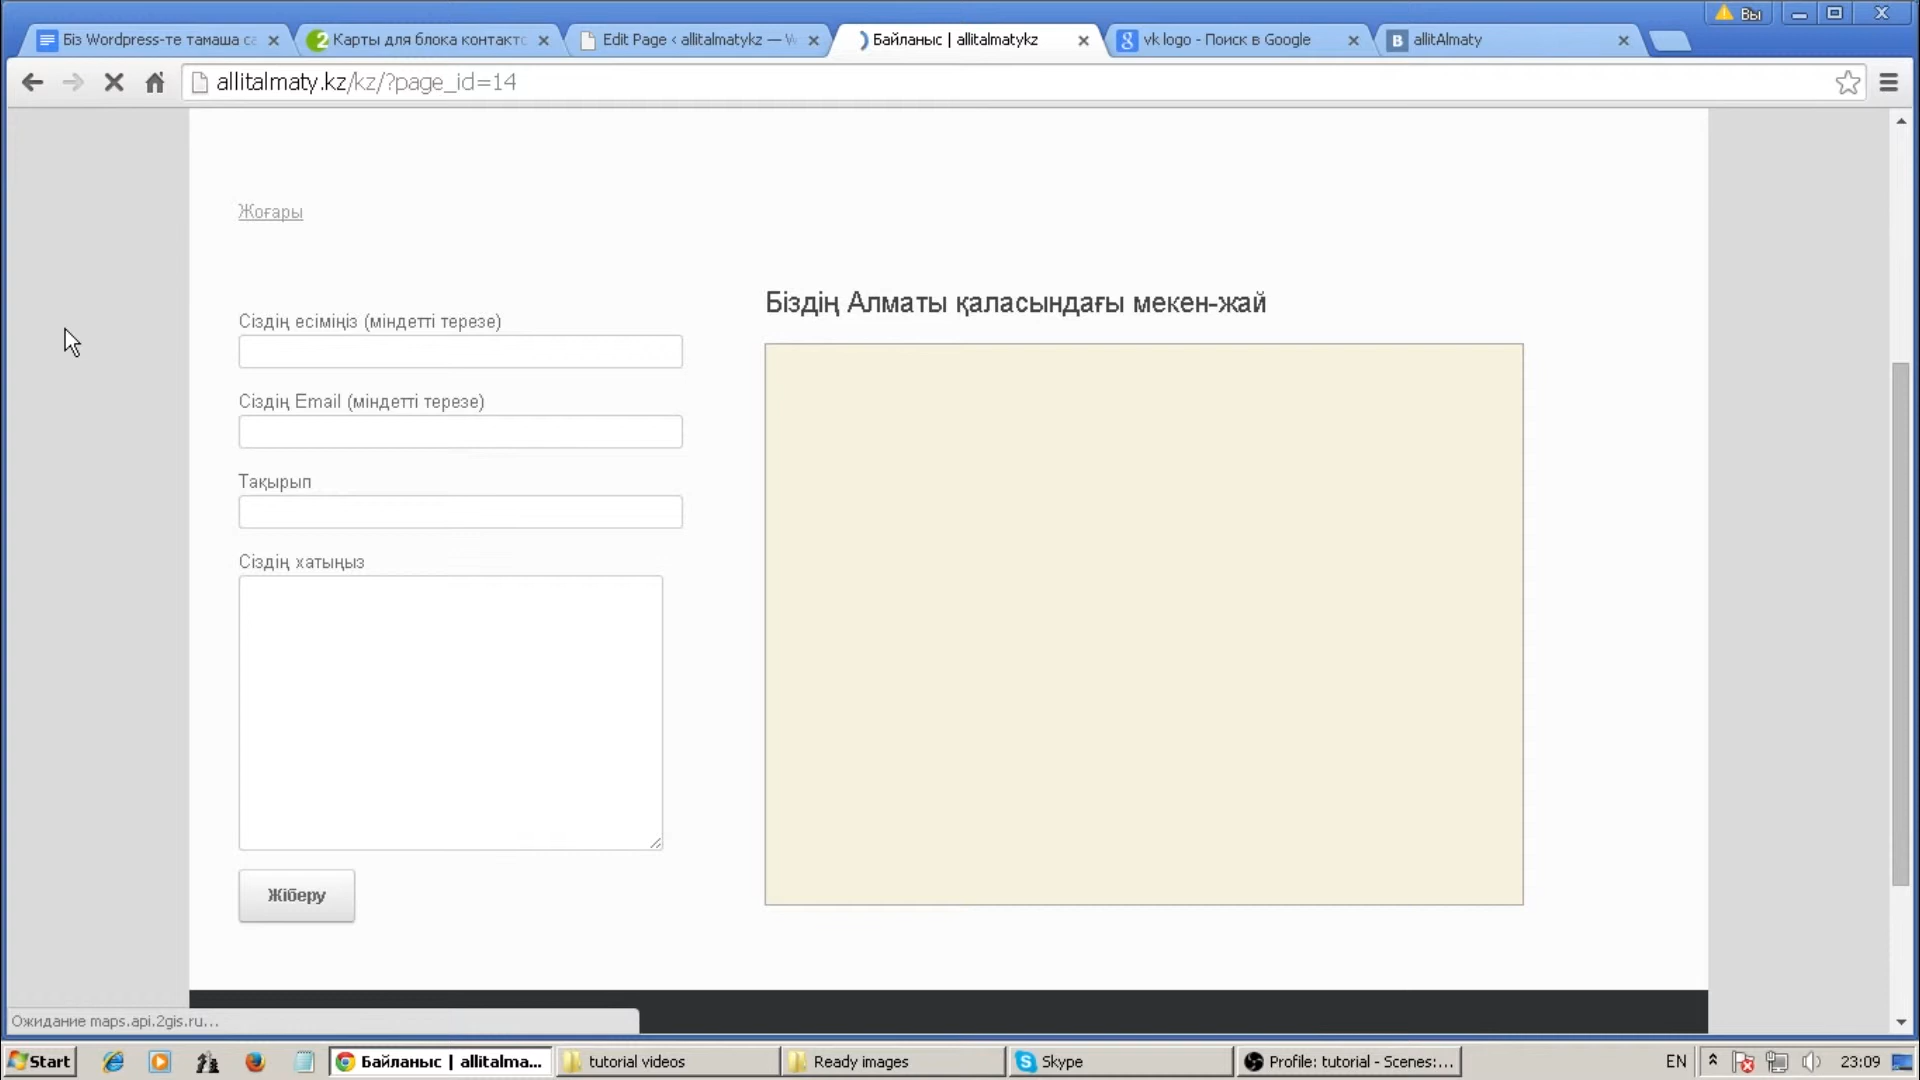 Вы
Біз Wordpress-те тамаша са
Карты для блока контактс
Edit Page ‹ allitalmatykz — W
Байланыс | allitalmatykz
vk logo - Поиск в Google
allitAlmaty
allitalmaty.kz/kz/?page_id=14
Жоғары
Біздің Алматы қаласындағы мекен-жай
Сіздің есіміңіз (міндетті терезе)
Сіздің Email (міндетті терезе)
Тақырып
Сіздің хатыңыз
Жіберу
Ожидание maps.api.2gis.ru...
Start
Байланыс | allitalma...
tutorial videos
Ready images
Skype
Profile: tutorial - Scenes:...
EN
23:09